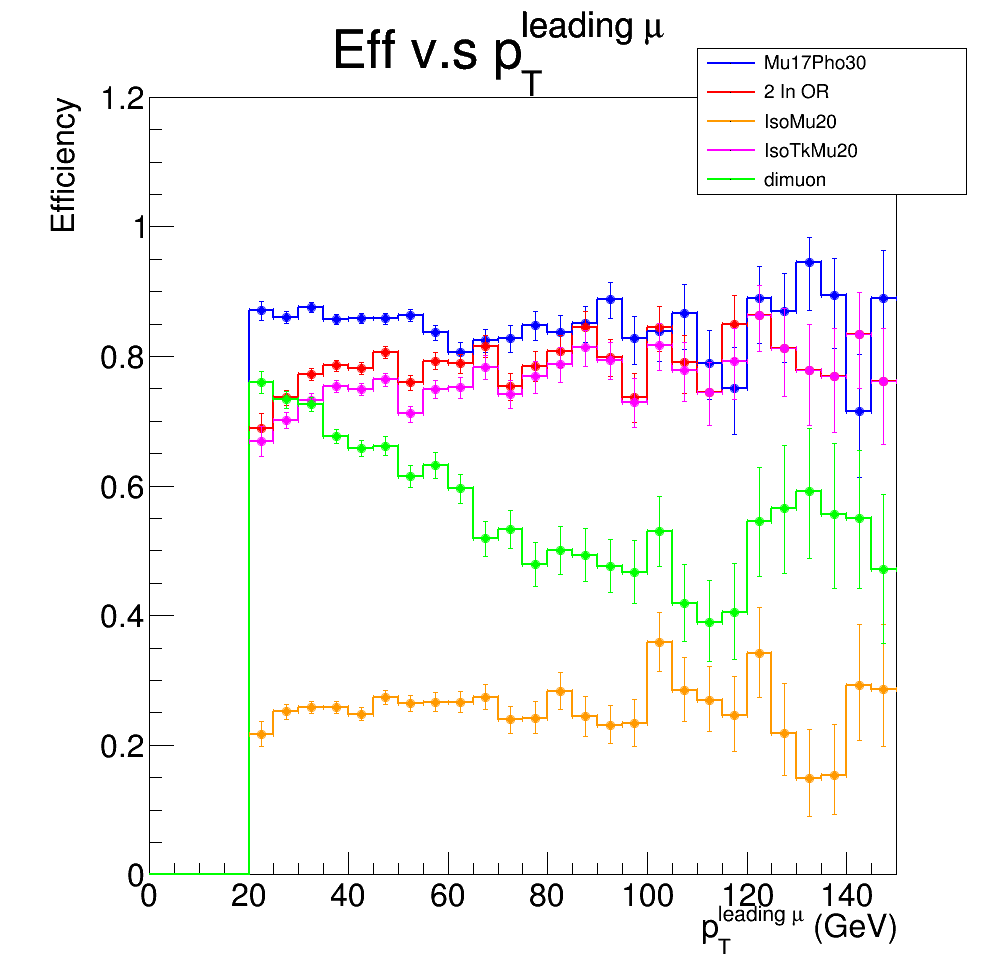 Eff v.s p_T^leading μ
Mu17Pho30
2 In OR
IsoMu20
IsoTkMu20
dimuon
Efficiency
1.2
1
0.8
0.6
0.4
0.2
0
0 20 40 60 80 100 120 140
p_T^leading μ (GeV)